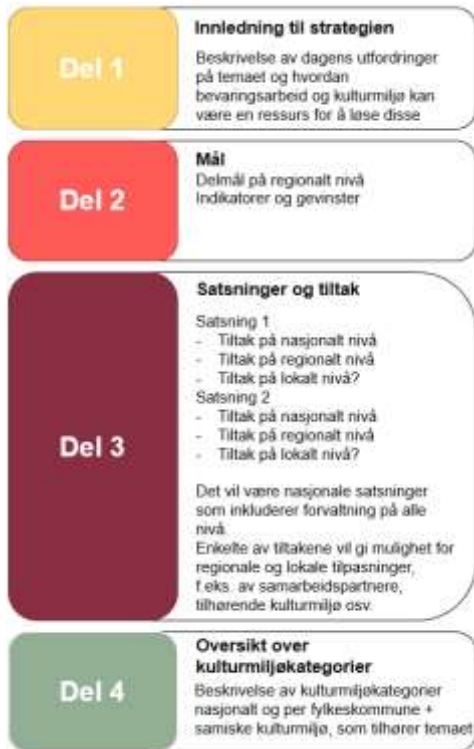 Del 1
Innledning til strategien
Beskrivelse av dagens utfordringer
på temaet og hvordan
bevaringsarbeid og kulturmiljø kan
være en ressurs for å løse disse
Del 2
Mål
Delmål på regionalt nivå
Indikatorer og gevinster
Del 3
Satsninger og tiltak
Satsning 1
- Tiltak på nasjonalt nivå
- Tiltak på regionalt nivå
- Tiltak på lokalt nivå?
Satsning 2
- Tiltak på nasjonalt nivå
- Tiltak på regionalt nivå
- Tiltak på lokalt nivå?
Det vil være nasjonale satsninger
som inkluderer forvaltning på alle
nivå.
Enkelte av tiltakene vil gi mulighet for
regionale og lokale tilpasninger,
f.eks. av samarbeidspartnere,
tilhørende kulturmiljø osv.
Del 4
Oversikt over
kulturmiljøkategorier
Beskrivelse av kulturmiljøkategorier
nasjonalt og per fylkeskommune +
samiske kulturmiljø, som tilhører temaet